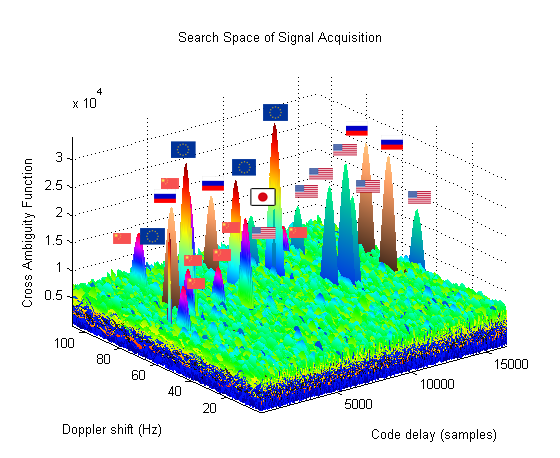 Search Space of Signal Acquisition
x 10^4
3
2.5
2
1.5
1
0.5
Cross Ambiguity Function
100
80
60
40
20
Doppler shift (Hz)
5000
10000
15000
Code delay (samples)